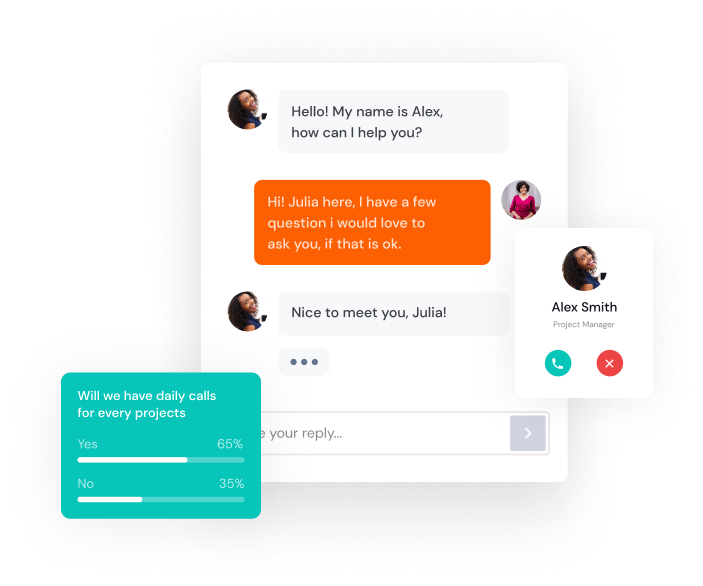 Hello! My name is Alex,
how can I help you?
Hi! Julia here, I have a few
question i would love to
ask you, if that is ok.
Nice to meet you, Julia!
Alex Smith
Project Manager
Will we have daily calls
for every projects
Yes 65%
No 35%
your reply...